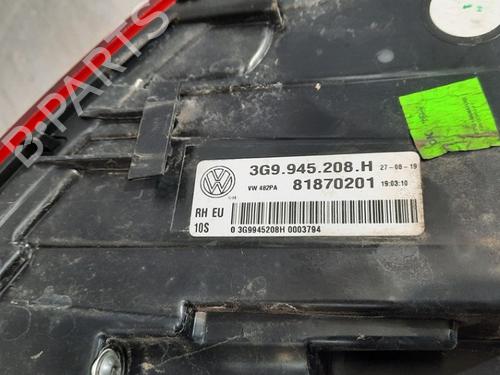 B-PARTS
3G9.945.208.H 27-08-19
VW 482PA 81870201 19:03:10
RH EU
10S 0 3G9945208H 0003794